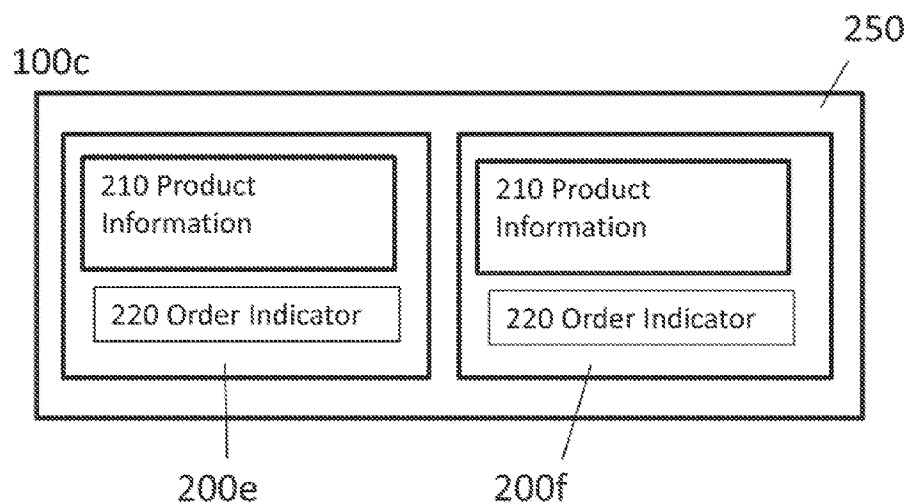 250
100c
210 Product
Information
220 Order Indicator
210 Product
Information
220 Order Indicator
200e
200f